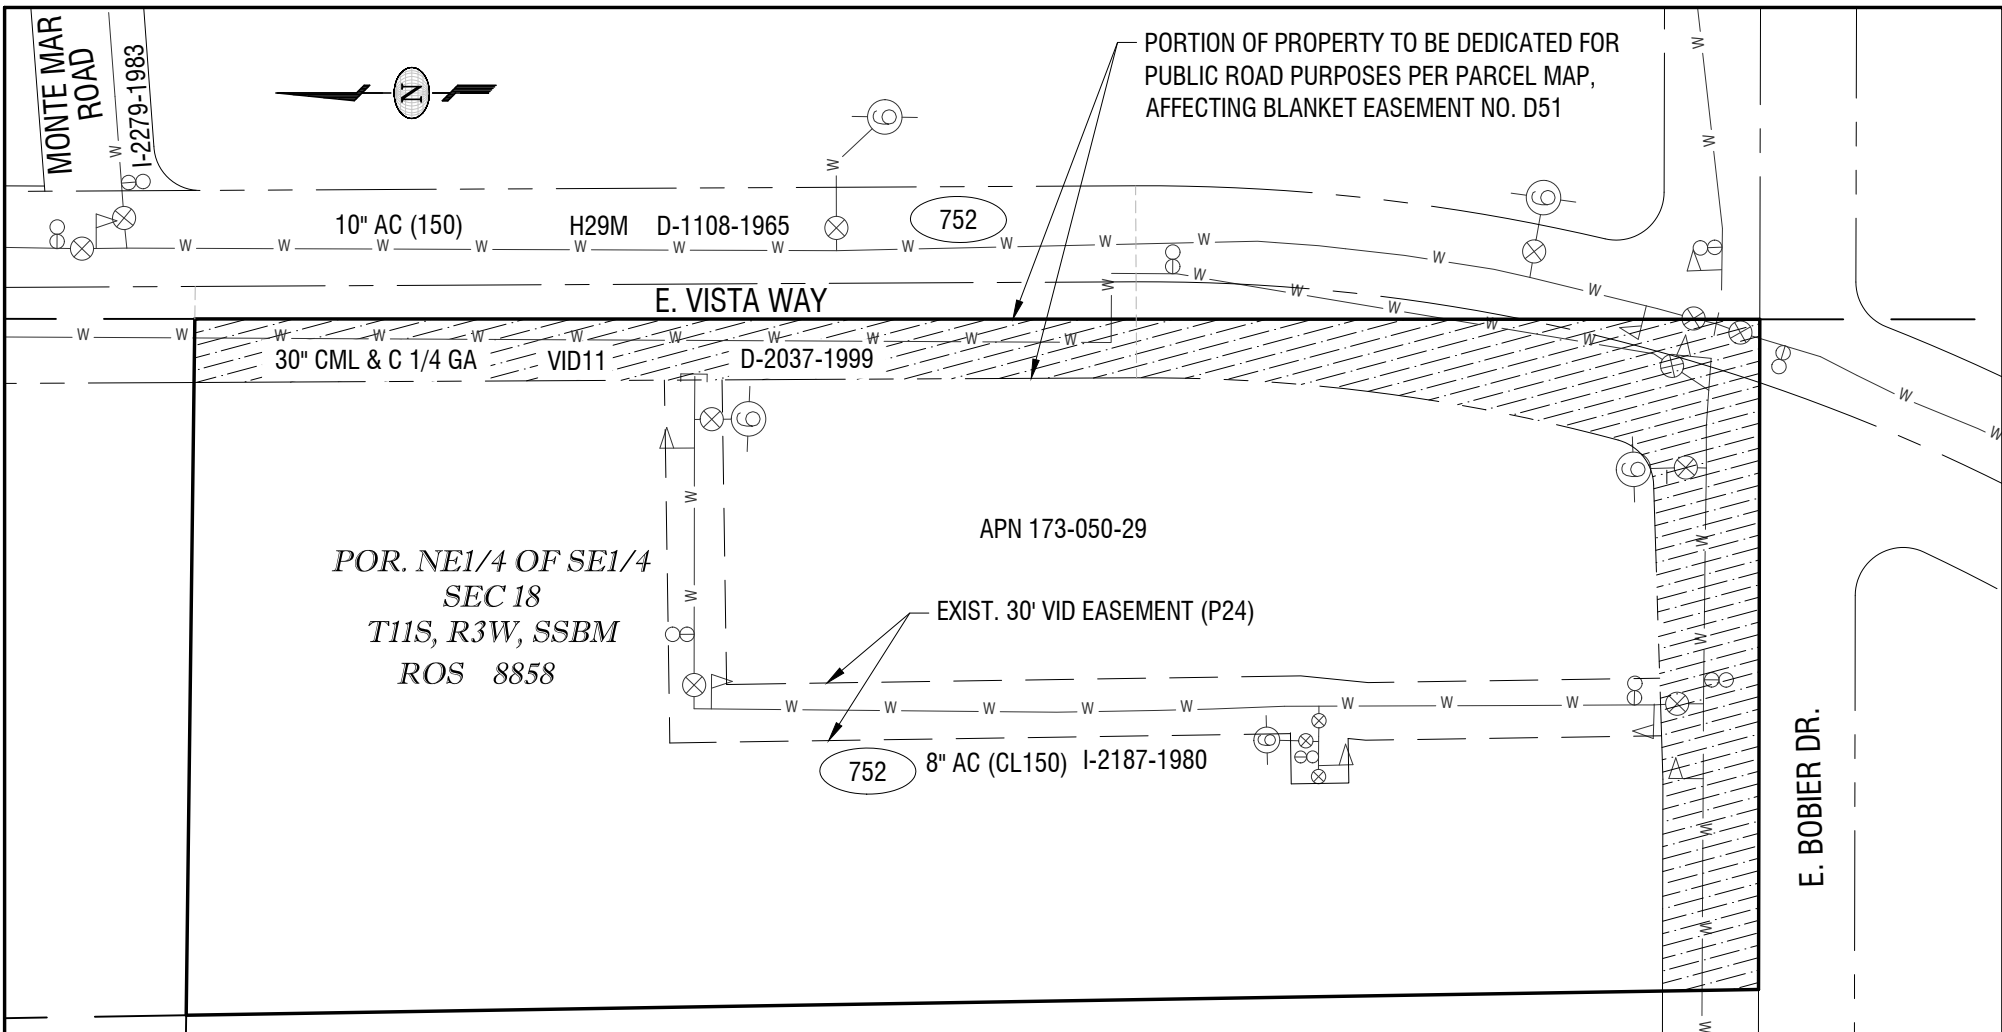 MONTE MAR
ROAD
I-2279-1983
N
PORTION OF PROPERTY TO BE DEDICATED FOR
PUBLIC ROAD PURPOSES PER PARCEL MAP,
AFFECTING BLANKET EASEMENT NO. D51
10" AC (150) H29M D-1108-1965
752
E. VISTA WAY
30" CML & C 1/4 GA VID11 D-2037-1999
APN 173-050-29
POR. NE1/4 OF SE1/4
SEC 18
T11S, R3W, SSBM
ROS 8858
EXIST. 30' VID EASEMENT (P24)
752
8" AC (CL150) I-2187-1980
E. BOBIER DR.